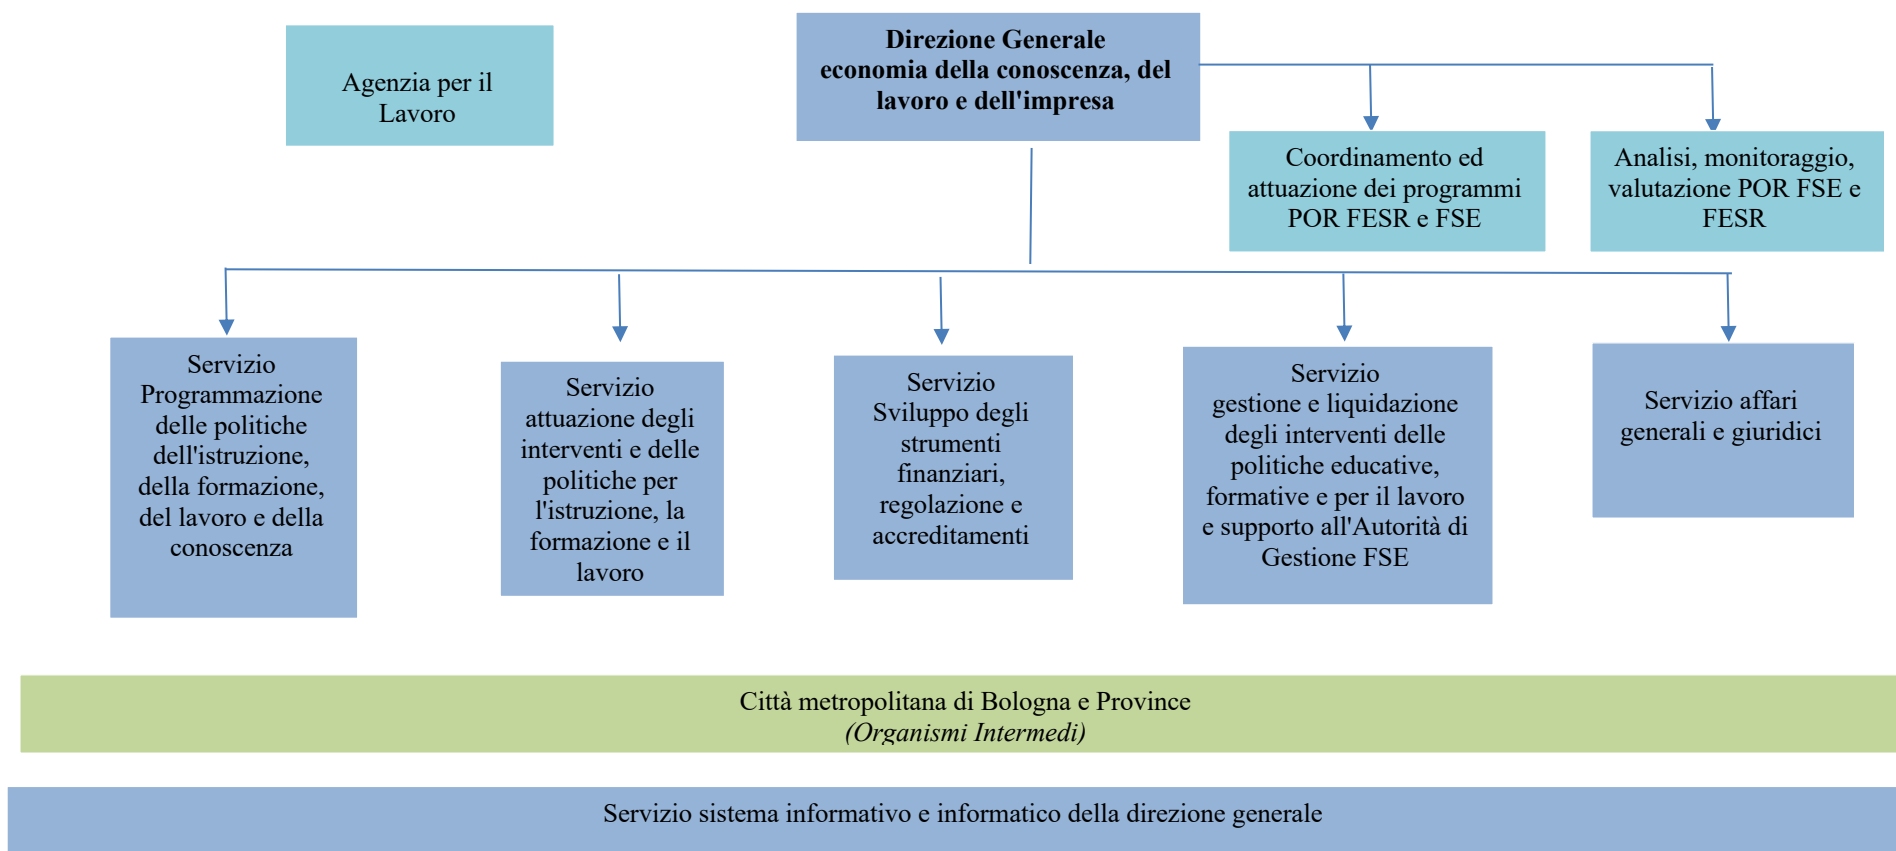 Agenzia per il
Lavoro
Direzione Generale
economia della conoscenza, del
lavoro e dell'impresa
Coordinamento ed
attuazione dei programmi
POR FESR e FSE
Analisi, monitoraggio,
valutazione POR FSE e
FESR
Servizio
Programmazione
delle politiche
dell'istruzione,
della formazione,
del lavoro e della
conoscenza
Servizio
attuazione degli
interventi e delle
politiche per
l'istruzione, la
formazione e il
lavoro
Servizio
Sviluppo degli
strumenti
finanziari,
regolazione e
accreditamenti
Servizio
gestione e liquidazione
degli interventi delle
politiche educative,
formative e per il lavoro
e supporto all'Autorità di
Gestione FSE
Servizio affari
generali e giuridici
Città metropolitana di Bologna e Province
(Organismi Intermedi)
Servizio sistema informativo e informatico della direzione generale